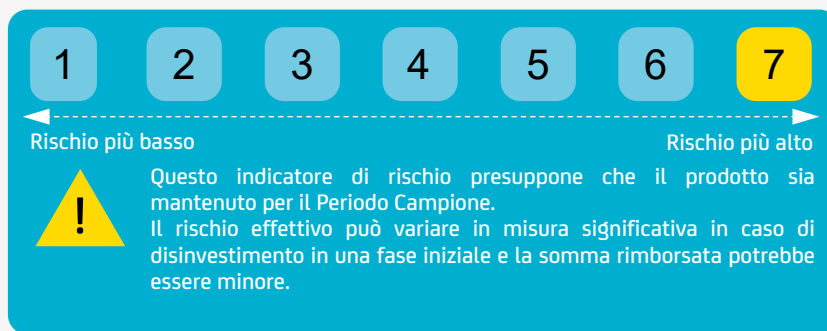 1 2 3 4 5 6 7
Rischio più basso Rischio più alto
!
Questo indicatore di rischio presuppone che il prodotto sia
mantenuto per il Periodo Campione.
Il rischio effettivo può variare in misura significativa in caso di
disinvestimento in una fase iniziale e la somma rimborsata potrebbe
essere minore.